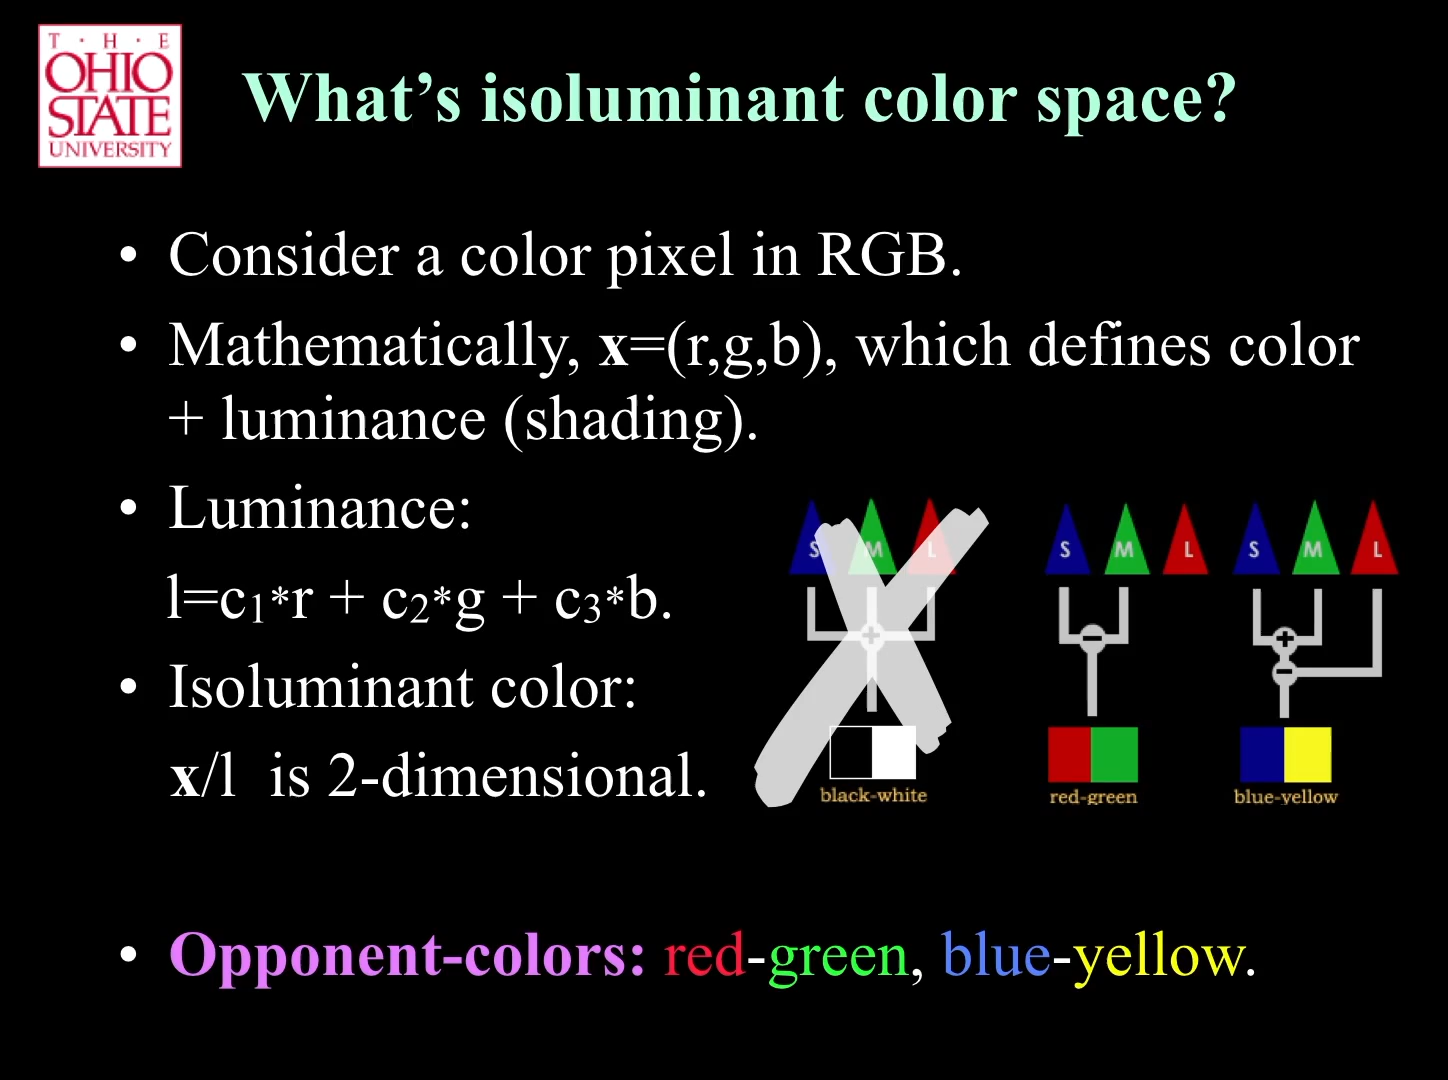 T · H · E
OHIO
STATE
UNIVERSITY
What’s isoluminant color space?
• Consider a color pixel in RGB.
• Mathematically, x=(r,g,b), which defines color
+ luminance (shading).
• Luminance:
l=c₁*r + c₂*g + c₃*b.
• Isoluminant color:
x/l is 2-dimensional.
S M L
+
black-white
S M L
−
red-green
S M L
+
−
blue-yellow
• Opponent-colors: red-green, blue-yellow.